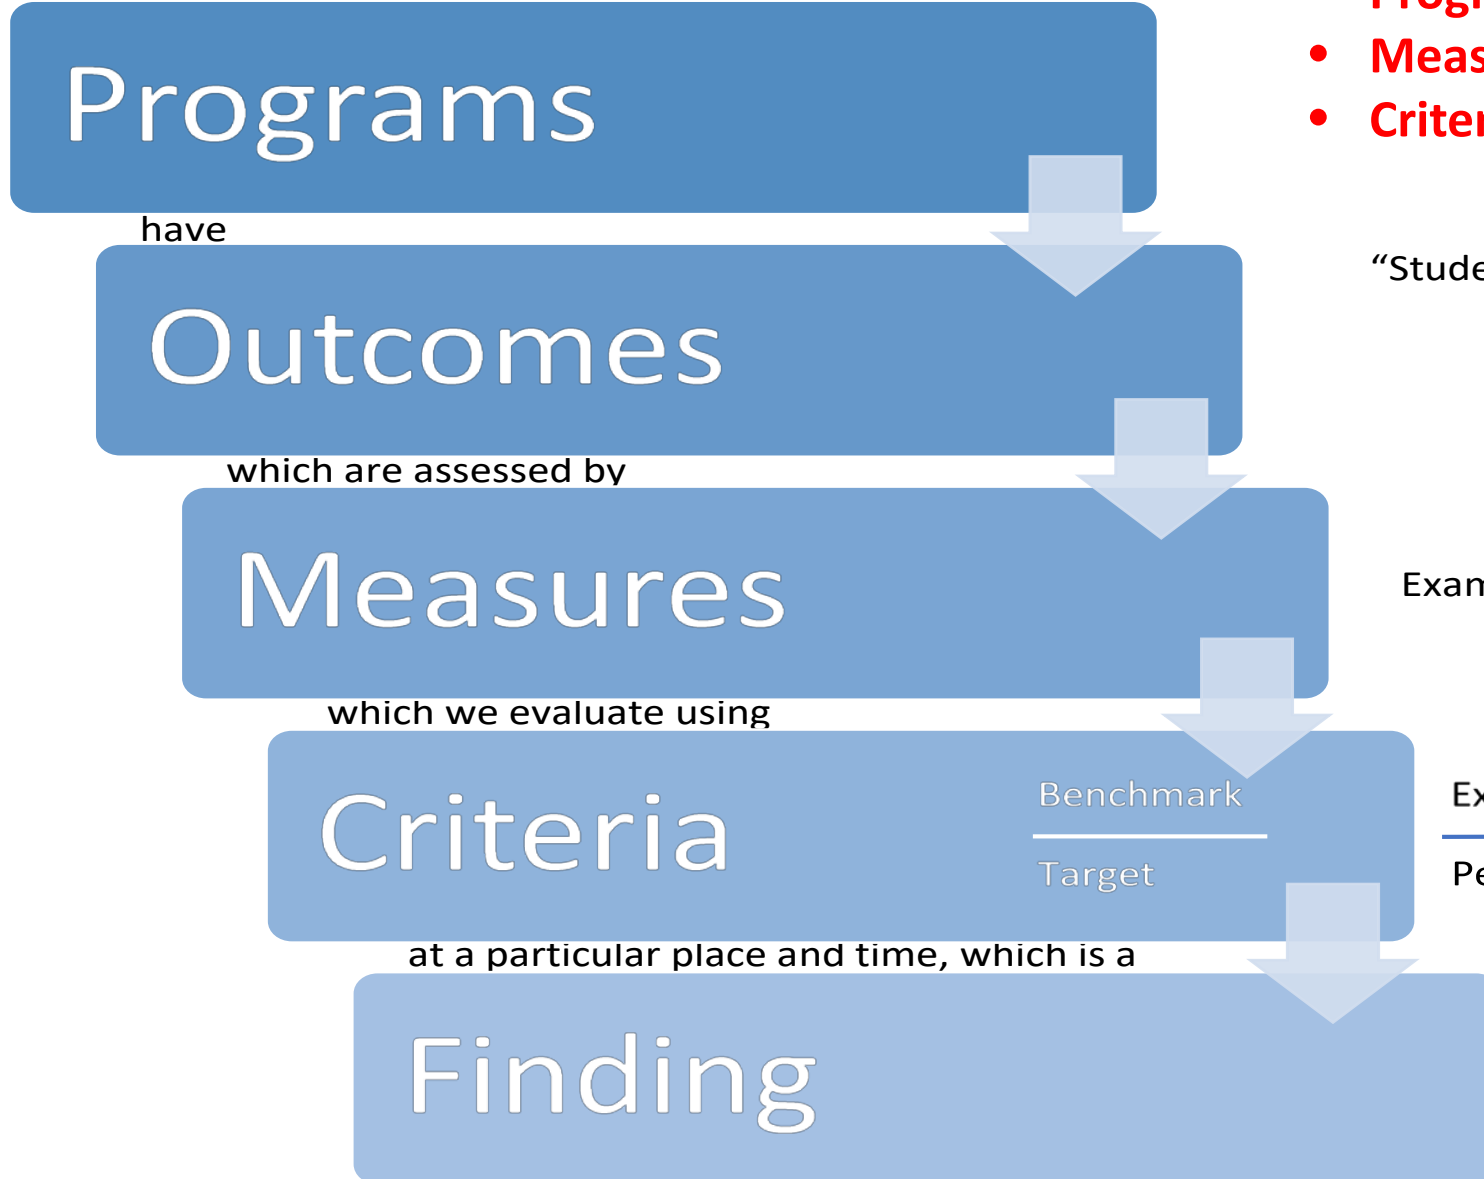 Programs
• Meas
• Criter
have
“Stude
Outcomes
which are assessed by
Measures
Exam
which we evaluate using
Criteria
Benchmark
Target
Ex
Pe
at a particular place and time, which is a
Finding